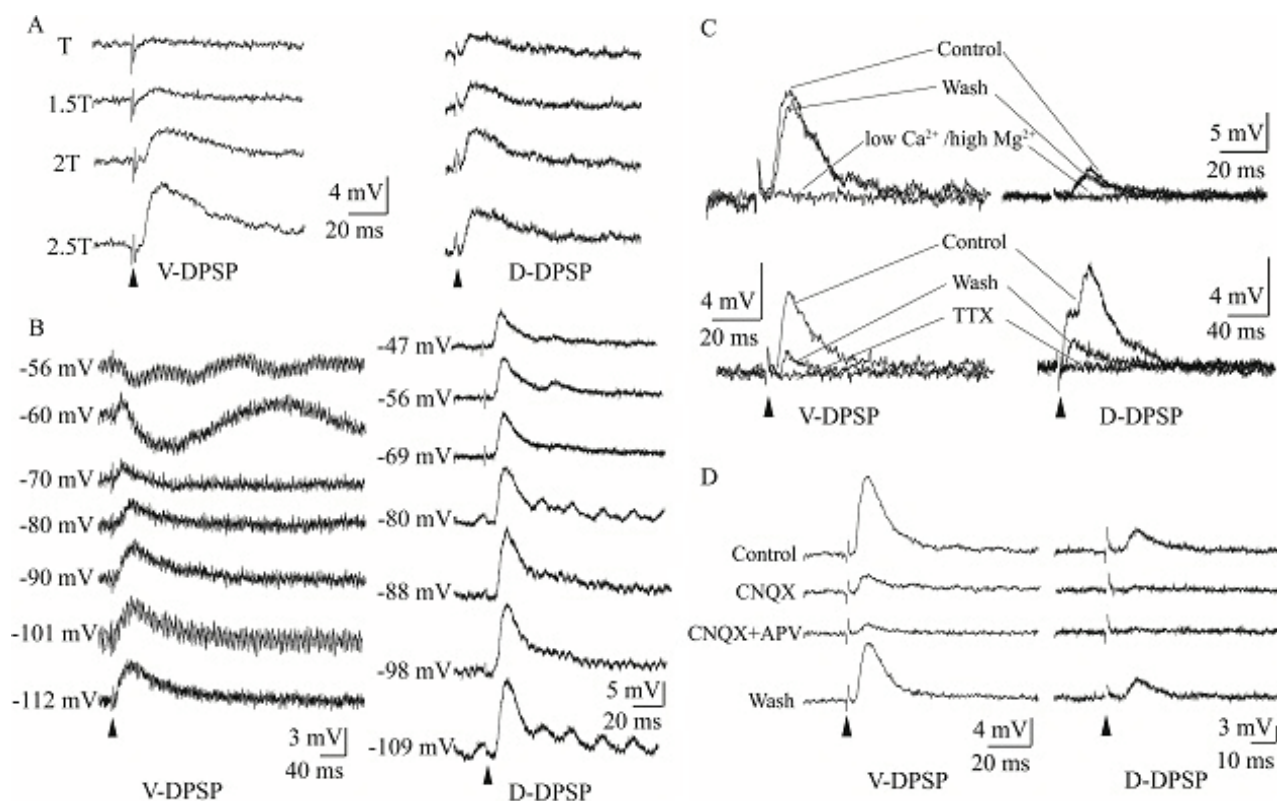 A
T
1.5T
2T
2.5T
4 mV
20 ms
V-DPSP
D-DPSP
B
-56 mV
-60 mV
-70 mV
-80 mV
-90 mV
-101 mV
-112 mV
3 mV
40 ms
V-DPSP
-47 mV
-56 mV
-69 mV
-80 mV
-88 mV
-98 mV
-109 mV
5 mV
20 ms
D-DPSP
C
Control
Wash
low Ca²⁺ /high Mg²⁺
5 mV
20 ms
Control
Wash
TTX
4 mV
20 ms
4 mV
40 ms
V-DPSP
D-DPSP
D
Control
CNQX
CNQX+APV
Wash
4 mV
20 ms
3 mV
10 ms
V-DPSP
D-DPSP